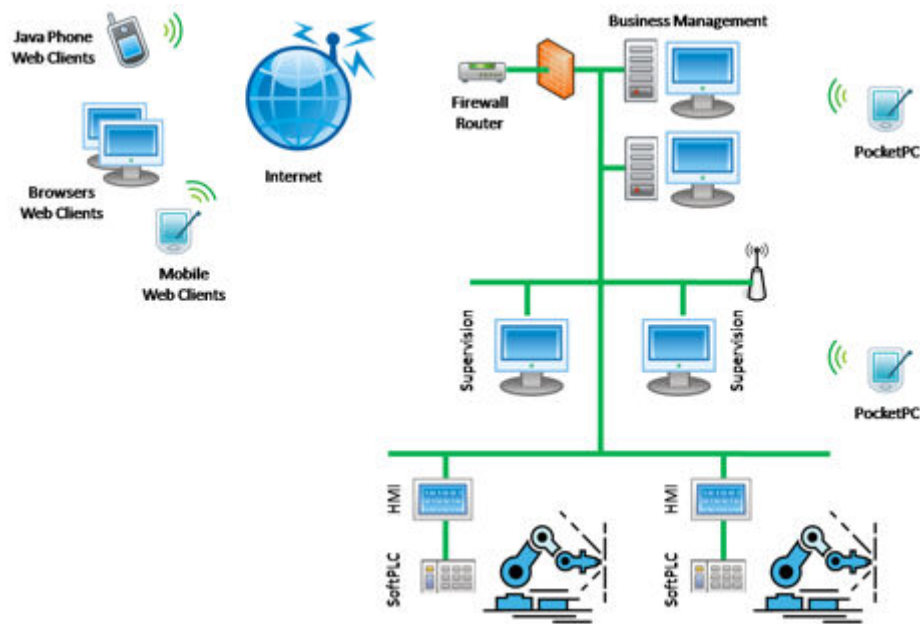 Java Phone
Web Clients
Browsers
Web Clients
Mobile
Web Clients
Internet
Business Management
Firewall
Router
PocketPC
Supervision
Supervision
PocketPC
HMI
SoftPLC
HMI
SoftPLC